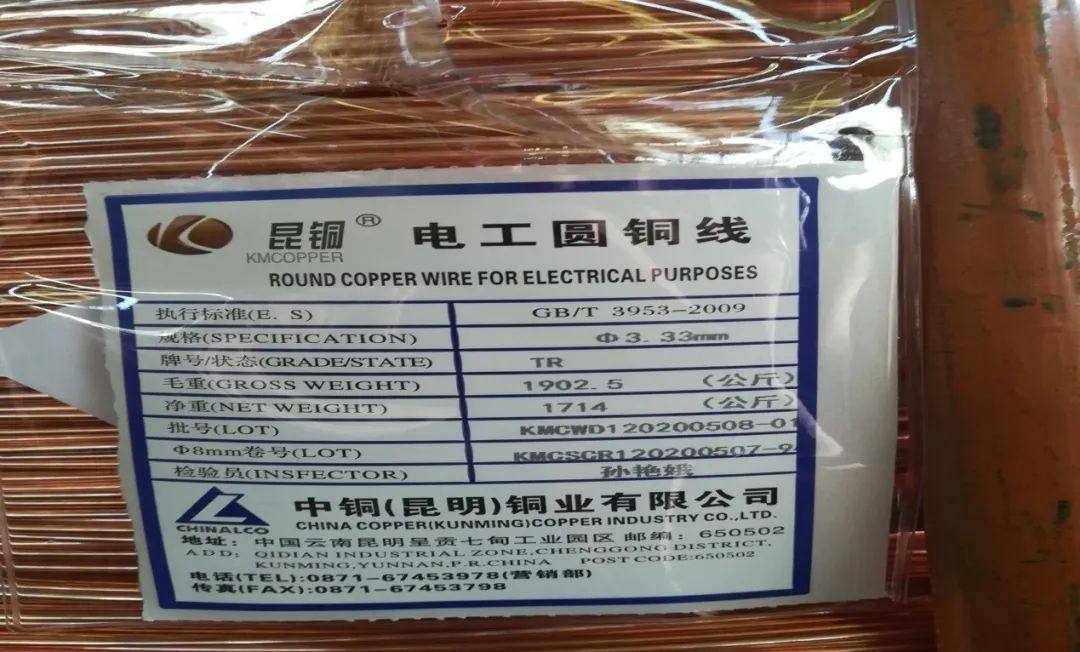 昆铜® 电工圆铜线
KMCOPPER
ROUND COPPER WIRE FOR ELECTRICAL PURPOSES
执行标准(E. S) GB/T 3953-2009
规格(SPECIFICATION) Φ3. 33mm
牌号/状态(GRADE/STATE) TR
毛重(GROSS WEIGHT) 1902.5 (公斤)
净重(NET WEIGHT) 1714 (公斤)
批号(LOT) KMCWD120200508-01
Φ8mm卷号(LOT) KMCSCR120200507-9
检验员(INSFECTOR) 孙艳娥
中铜(昆明)铜业有限公司
CHINALCO CHINA COPPER(KUNMING)COPPER INDUSTRY CO.,LTD.
地址: 中国云南昆明呈贡七旬工业园区 邮编: 650502
ADD: QIDIAN INDUSTRIAL ZONE,CHENGGONG DISTRICT,
KUNMING,YUNNAN,P.R.CHINA POST CODE:650502
电话(TEL):0871-67453978(营销部)
传真(FAX):0871-67453798